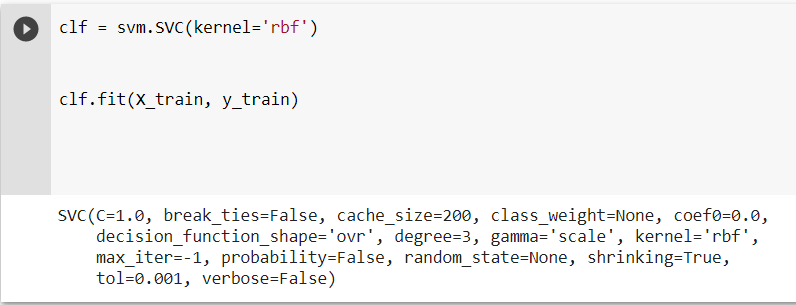 clf = svm.SVC(kernel='rbf')
clf.fit(X_train, y_train)
SVC(C=1.0, break_ties=False, cache_size=200, class_weight=None, coef0=0.0,
decision_function_shape='ovr', degree=3, gamma='scale', kernel='rbf',
max_iter=-1, probability=False, random_state=None, shrinking=True,
tol=0.001, verbose=False)